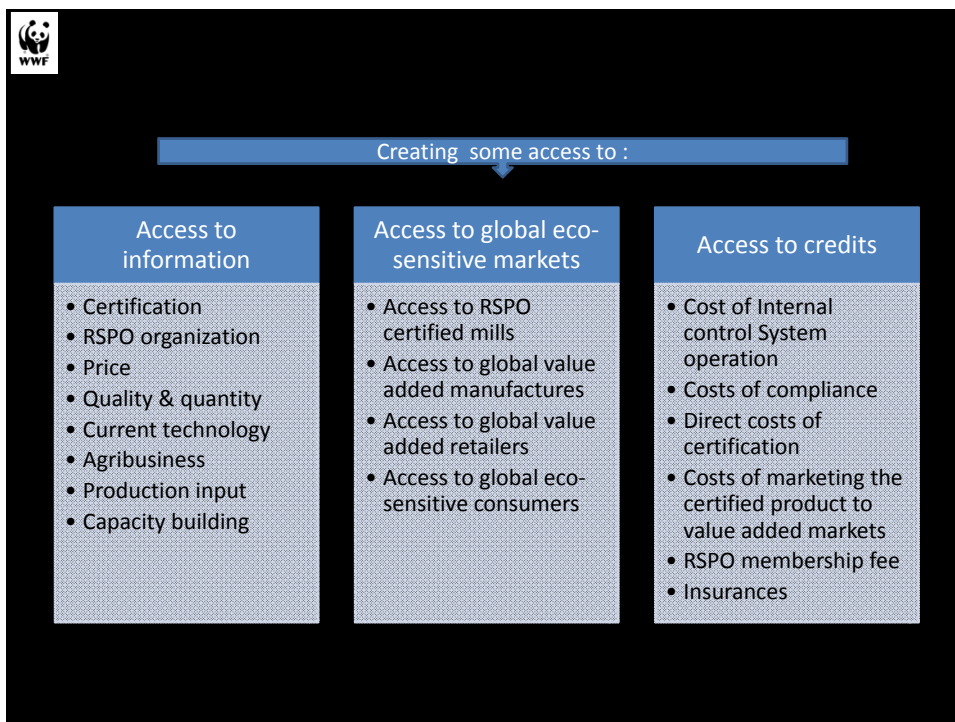 WWF
Creating some access to :
Access to
information
• Certification
• RSPO organization
• Price
• Quality & quantity
• Current technology
• Agribusiness
• Production input
• Capacity building
Access to global eco-
sensitive markets
• Access to RSPO
certified mills
• Access to global value
added manufactures
• Access to global value
added retailers
• Access to global eco-
sensitive consumers
Access to credits
• Cost of Internal
control System
operation
• Costs of compliance
• Direct costs of
certification
• Costs of marketing the
certified product to
value added markets
• RSPO membership fee
• Insurances